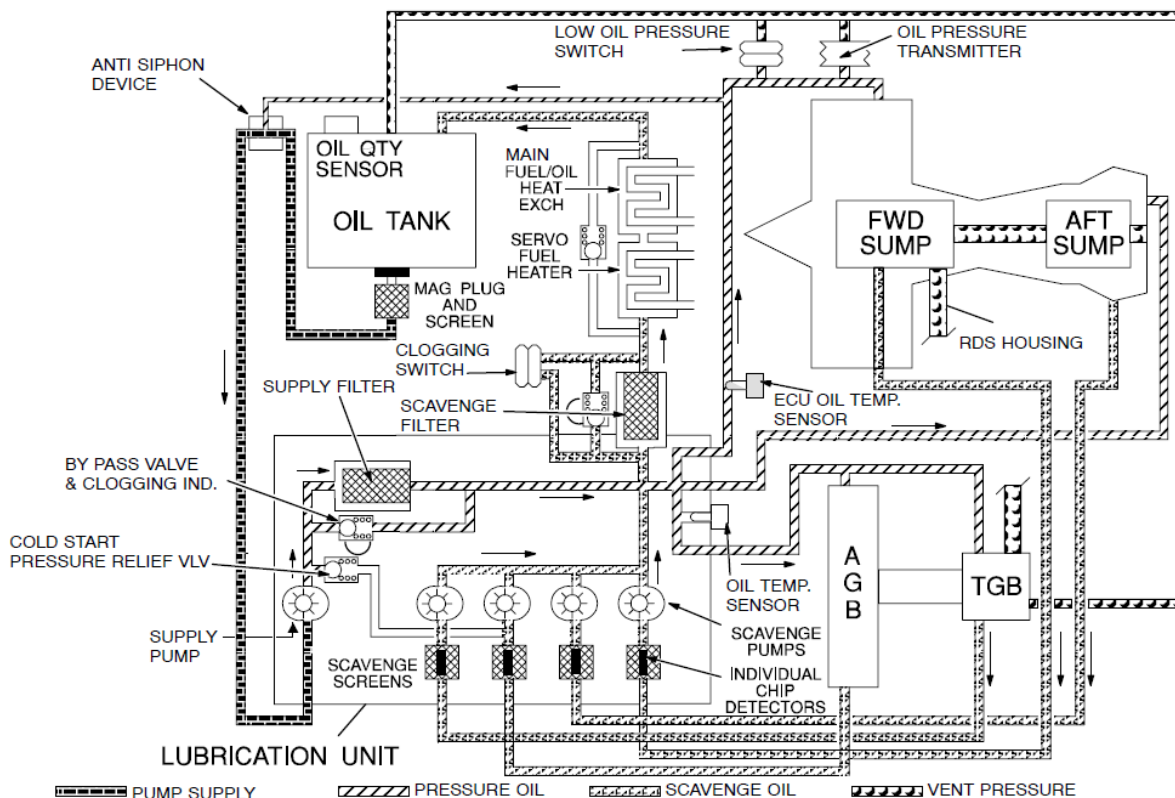 LOW OIL PRESSURE
SWITCH
OIL PRESSURE
TRANSMITTER
ANTI SIPHON
DEVICE
OIL QTY
SENSOR
OIL TANK
MAIN
FUEL/OIL
HEAT
EXCH
SERVO
FUEL
HEATER
FWD
SUMP
AFT
SUMP
MAG PLUG
AND
SCREEN
RDS HOUSING
CLOGGING
SWITCH
SUPPLY FILTER
SCAVENGE
FILTER
ECU OIL TEMP.
SENSOR
BY PASS VALVE
& CLOGGING IND.
COLD START
PRESSURE RELIEF VLV
OIL TEMP.
SENSOR
A
G
B
TGB
SUPPLY
PUMP
SCAVENGE
PUMPS
SCAVENGE
SCREENS
INDIVIDUAL
CHIP
DETECTORS
LUBRICATION UNIT
PUMP SUPPLY
PRESSURE OIL
SCAVENGE OIL
VENT PRESSURE